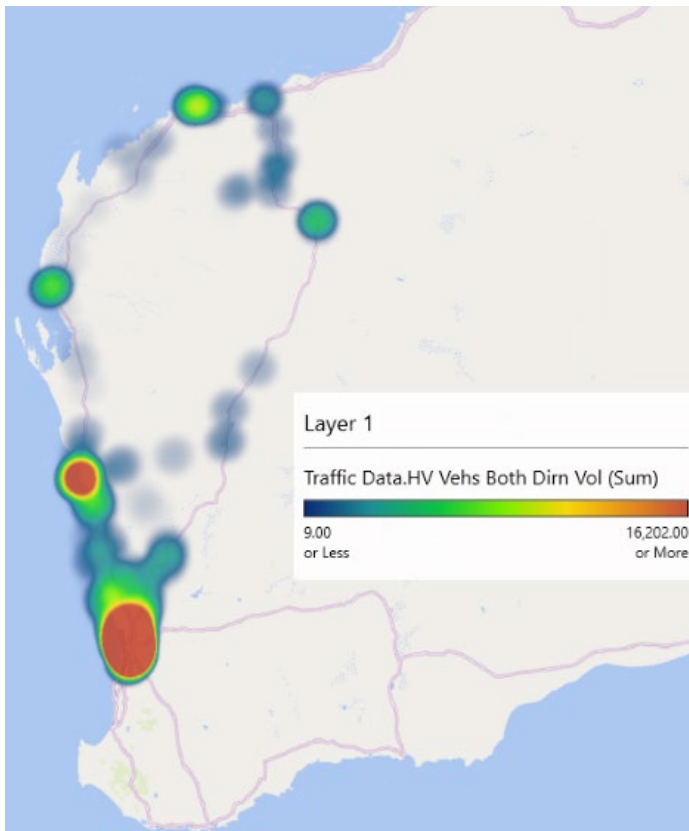 Layer 1
Traffic Data.HV Vehs Both Dirn Vol (Sum)
9.00 16,202.00
or Less or More